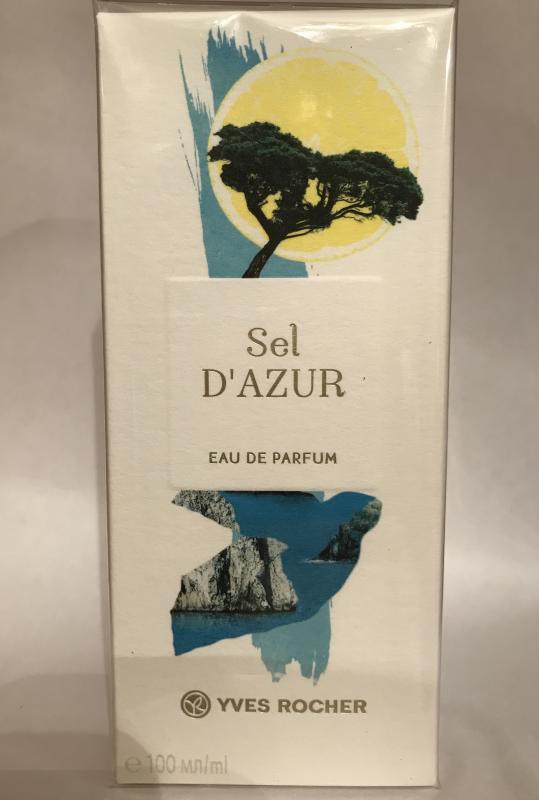 Sel
D'AZUR
EAU DE PARFUM
YVES ROCHER
℮ 100 мл/ml